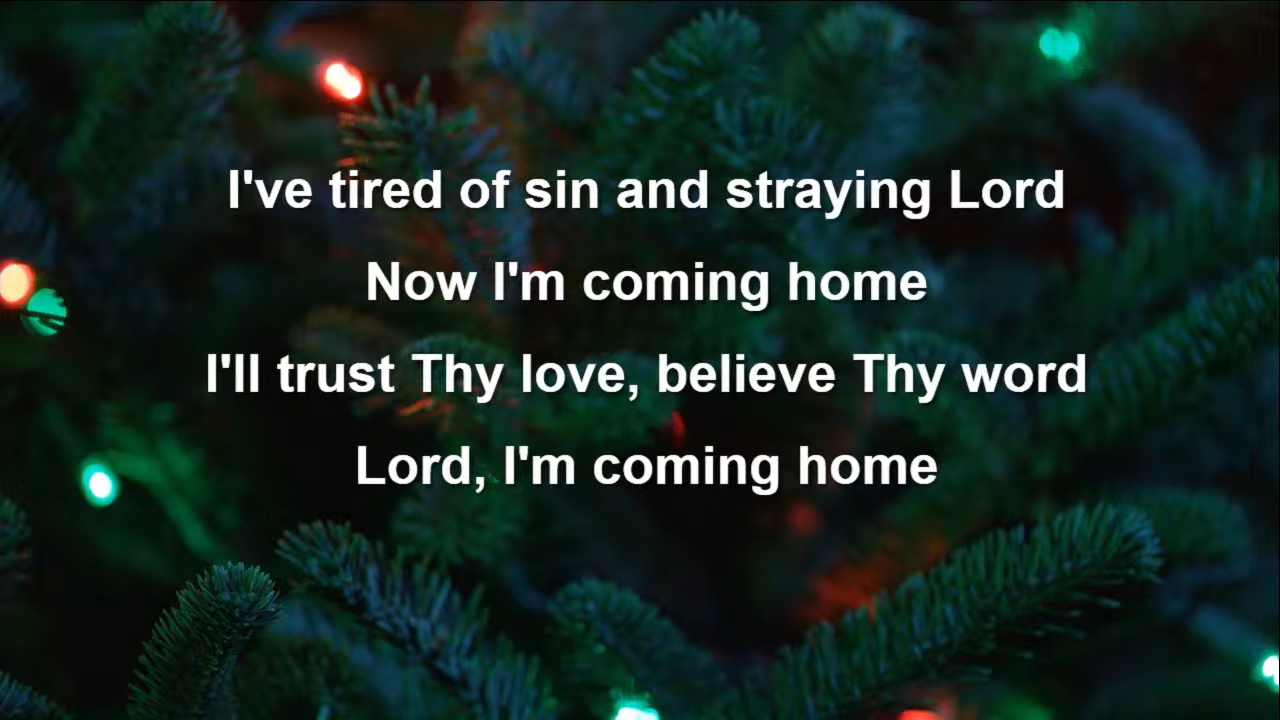 I've tired of sin and straying Lord
Now I'm coming home
I'll trust Thy love, believe Thy word
Lord, I'm coming home